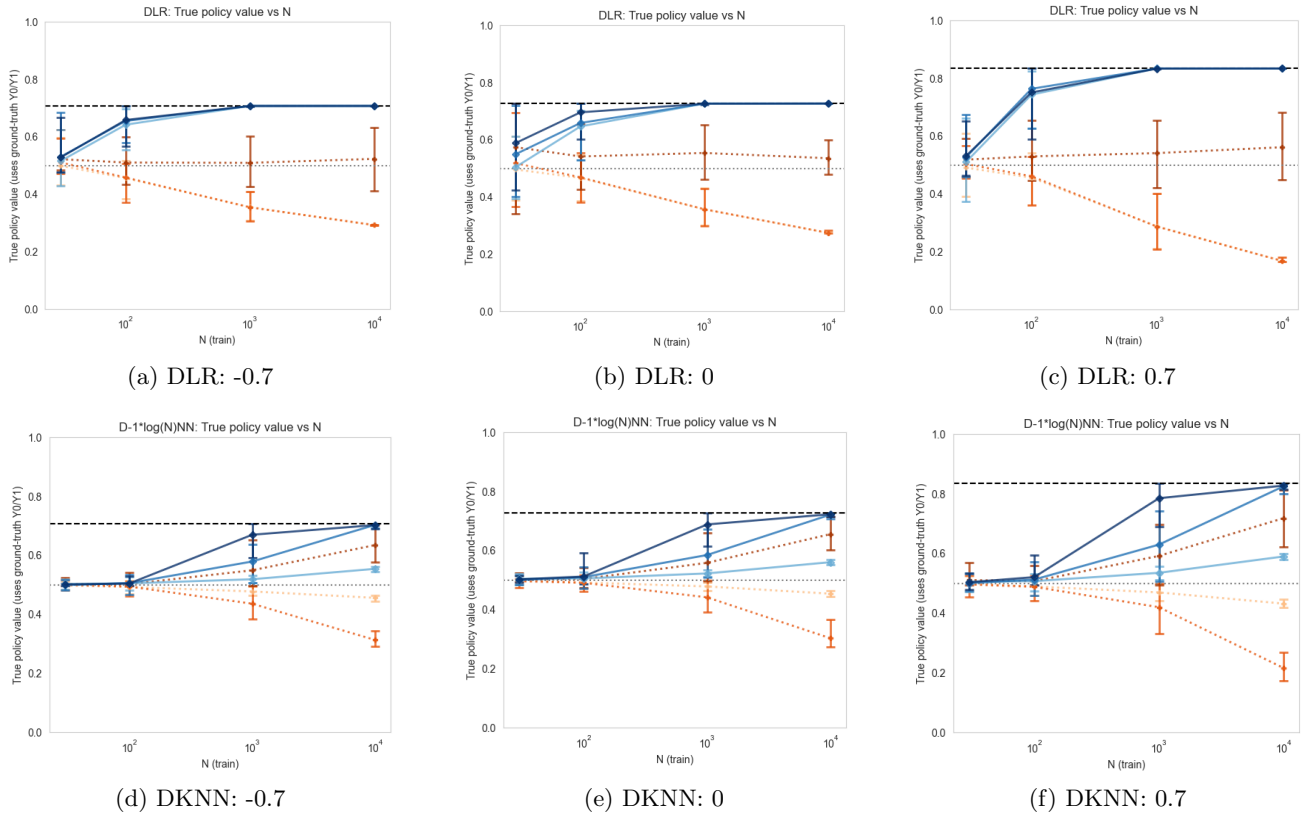 DLR: True policy value vs N
True policy value (uses ground-truth Y0/Y1)
1.0
0.8
0.6
0.4
0.2
0.0
10²
10³
10⁴
N (train)
(a) DLR: -0.7
DLR: True policy value vs N
True policy value (uses ground-truth Y0/Y1)
1.0
0.8
0.6
0.4
0.2
0.0
10²
10³
10⁴
N (train)
(b) DLR: 0
DLR: True policy value vs N
True policy value (uses ground-truth Y0/Y1)
1.0
0.8
0.6
0.4
0.2
0.0
10²
10³
10⁴
N (train)
(c) DLR: 0.7
D-1*log(N)NN: True policy value vs N
True policy value (uses ground-truth Y0/Y1)
1.0
0.8
0.6
0.4
0.2
0.0
10²
10³
10⁴
N (train)
(d) DKNN: -0.7
D-1*log(N)NN: True policy value vs N
True policy value (uses ground-truth Y0/Y1)
1.0
0.8
0.6
0.4
0.2
0.0
10²
10³
10⁴
N (train)
(e) DKNN: 0
D-1*log(N)NN: True policy value vs N
True policy value (uses ground-truth Y0/Y1)
1.0
0.8
0.6
0.4
0.2
0.0
10²
10³
10⁴
N (train)
(f) DKNN: 0.7